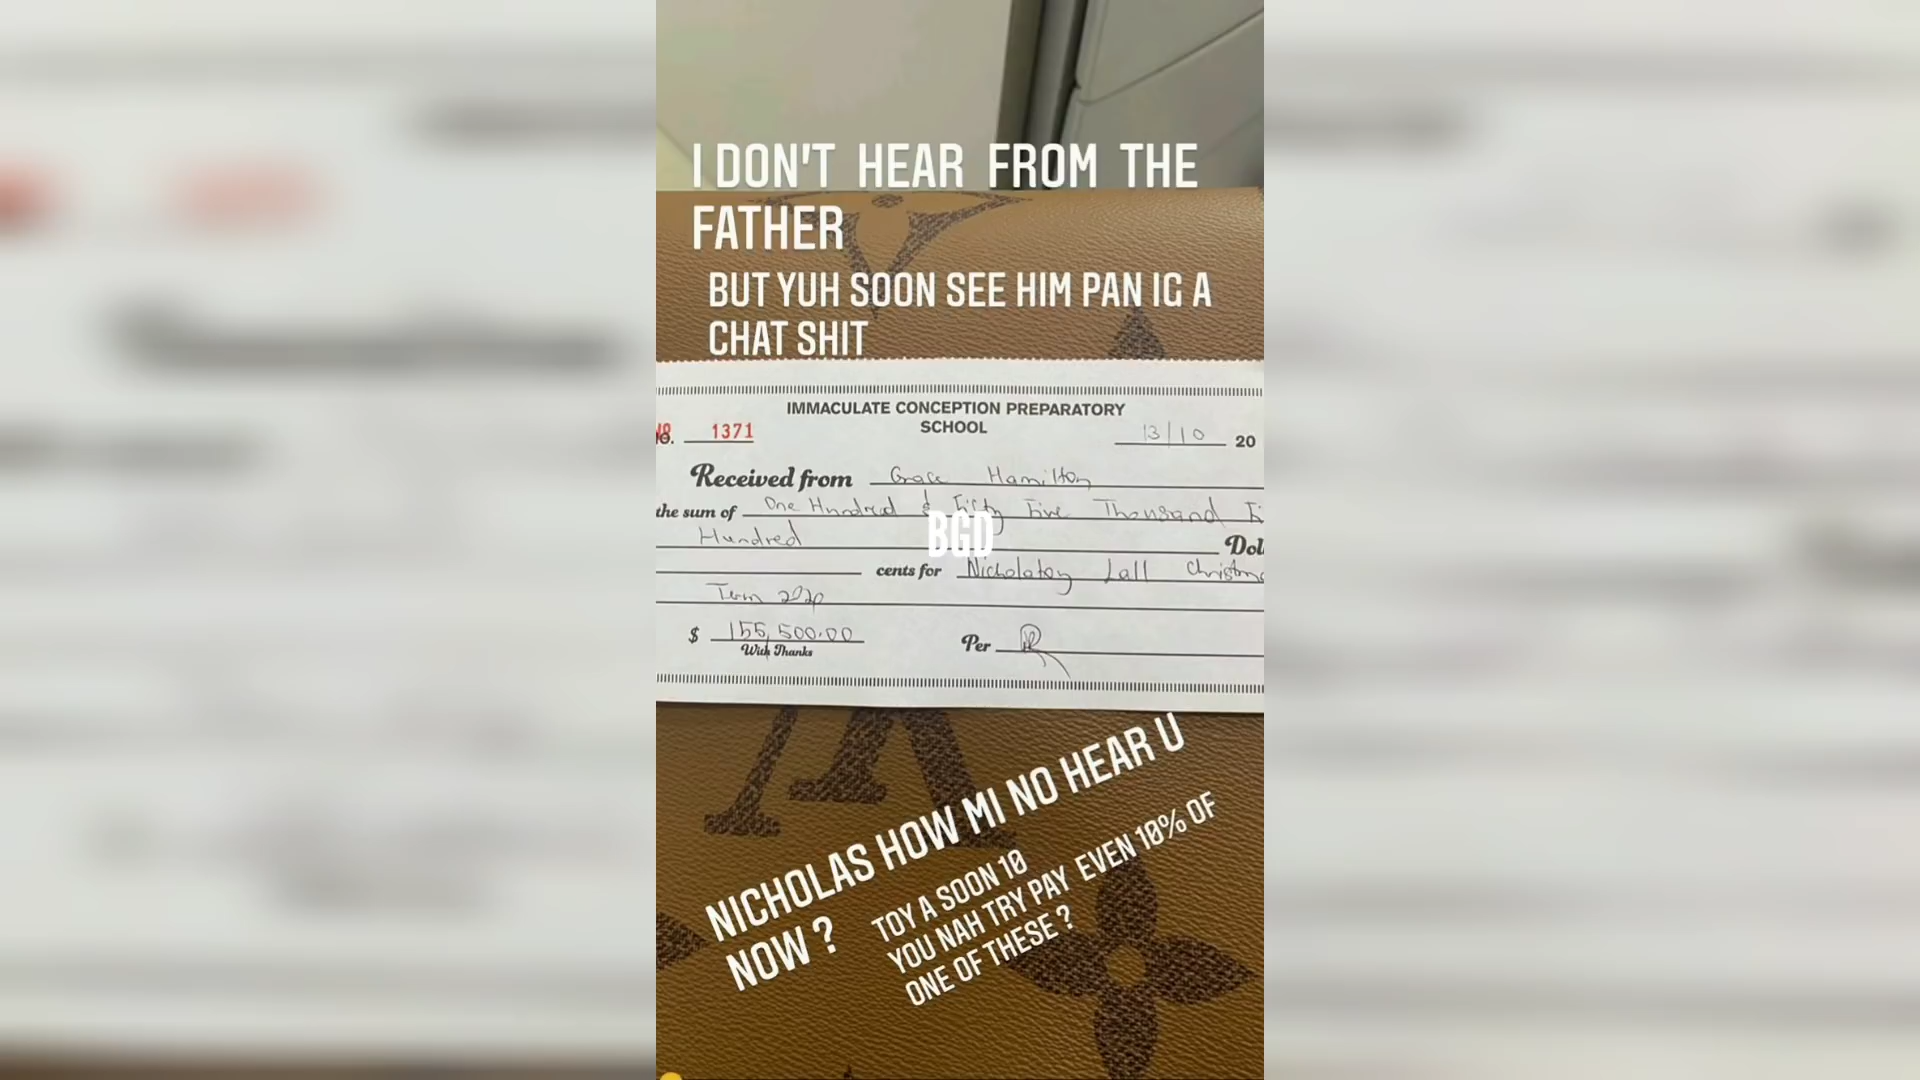 I DON'T HEAR FROM THE
FATHER
BUT YUH SOON SEE HIM PAN IG A
CHAT SHIT
IMMACULATE CONCEPTION PREPARATORY
SCHOOL
No. 1371
13/10 20
Received from Grace Hamilton
the sum of One Hundred & Fifty Five Thousand
Hundred
BGD
cents for Nicholatoy Lall
Term 2020
$ 155,500.00
With Thanks
Per
NICHOLAS HOW MI NO HEAR U
NOW ?
TOY A SOON 10
YOU NAH TRY PAY EVEN 10% OF
ONE OF THESE ?